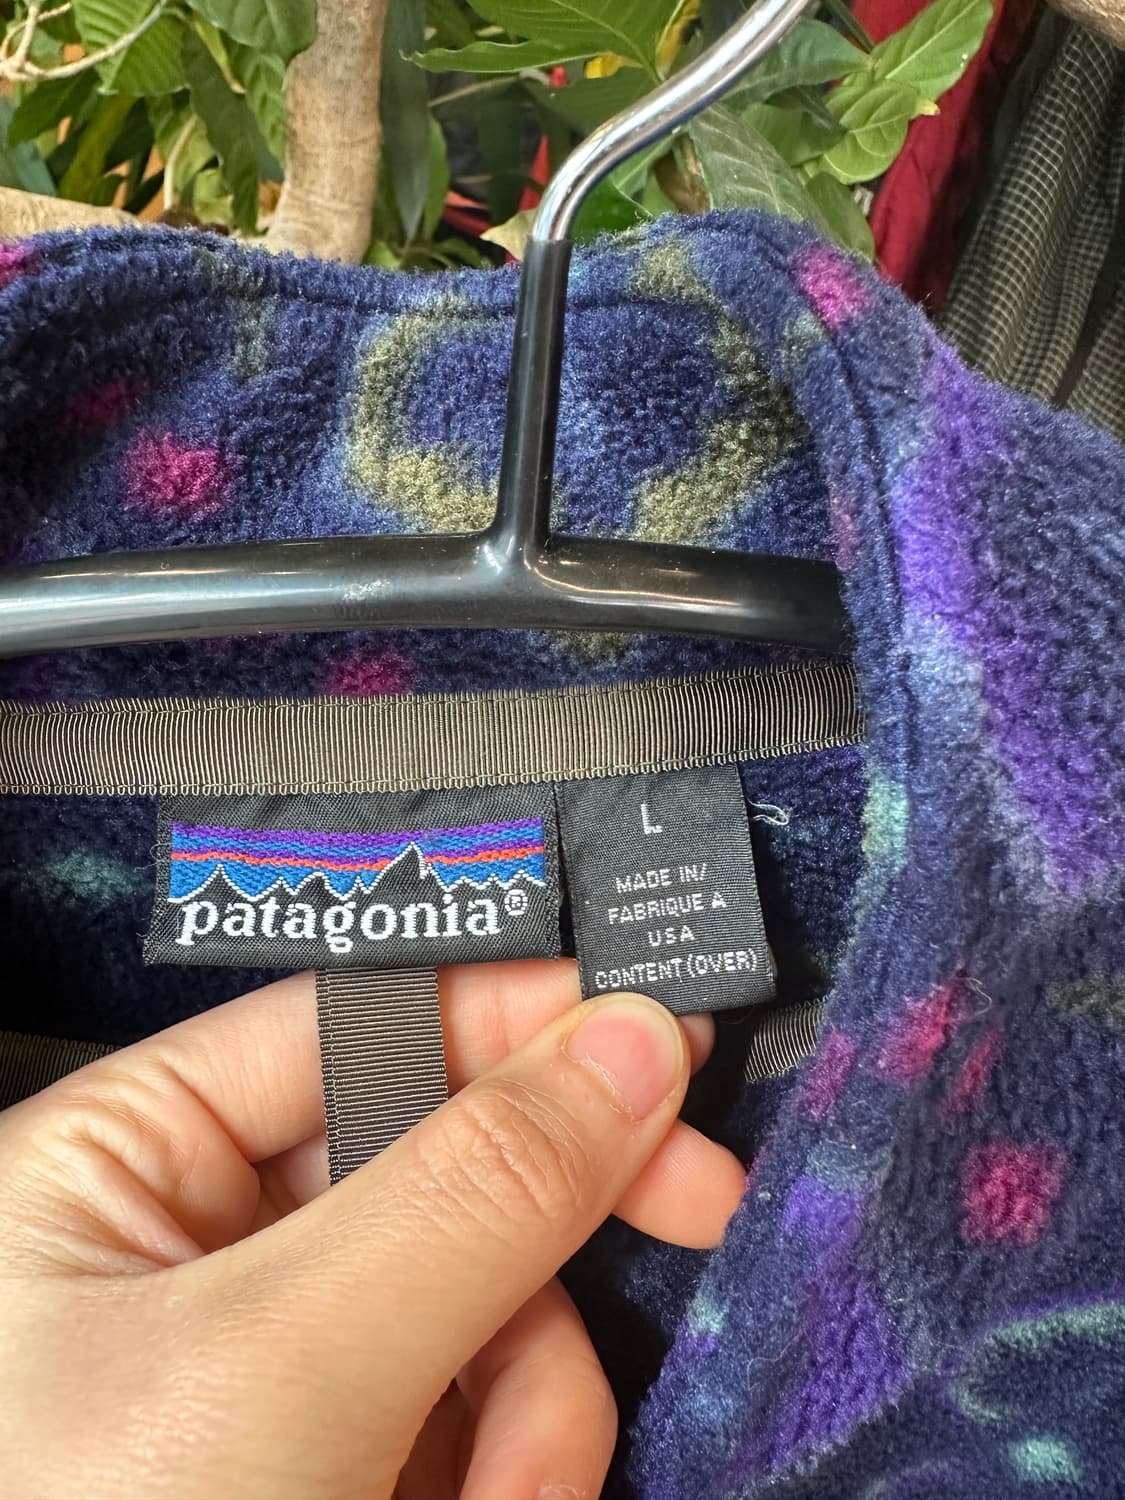 patagonia®
L
MADE IN/
FABRIQUE A
USA
CONTENT (OVER)